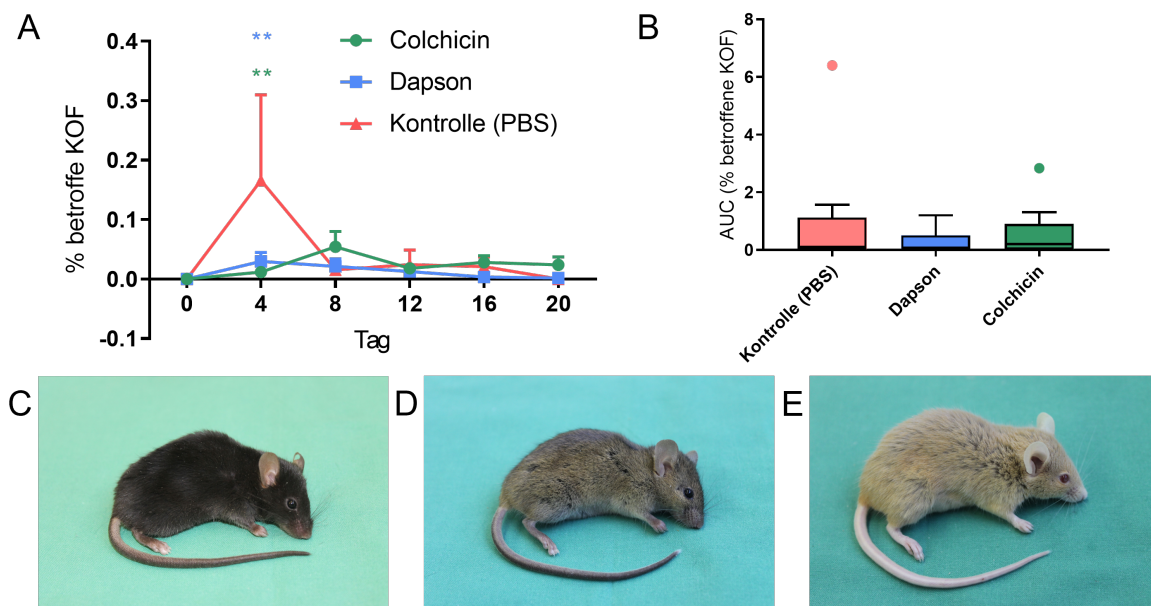 A
% betroffe KOF
0.4
0.3
0.2
0.1
0.0
-0.1
** 
**
Colchicin
Dapson
Kontrolle (PBS)
0 4 8 12 16 20
Tag
B
AUC (% betroffene KOF)
8
6
4
2
0
Kontrolle (PBS)
Dapson
Colchicin
C
D
E